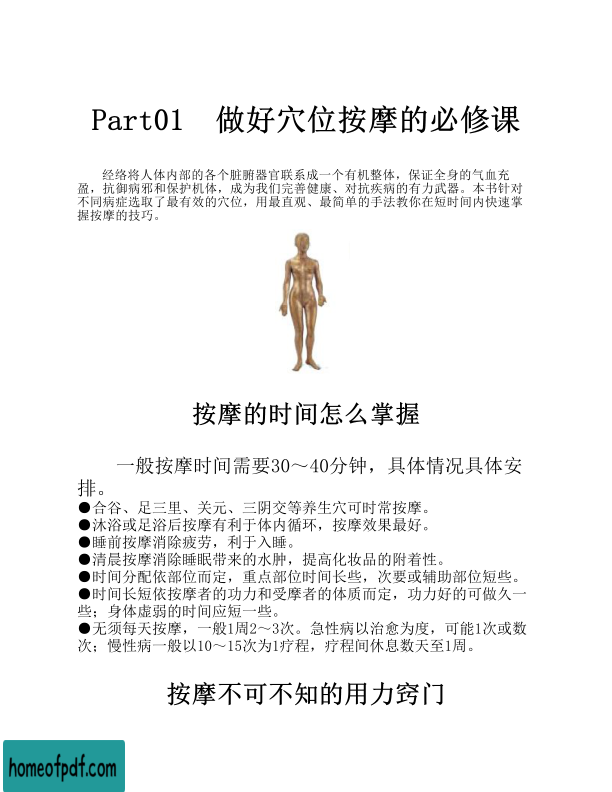 Part01 做好穴位按摩的必修课
经络将人体内部的各个脏腑器官联系成一个有机整体，保证全身的气血充
盈，抗御病邪和保护机体，成为我们完善健康、对抗疾病的有力武器。本书针对
不同病症选取了最有效的穴位，用最直观、最简单的手法教你在短时间内快速掌
握按摩的技巧。
按摩的时间怎么掌握
一般按摩时间需要30～40分钟，具体情况具体安
排。
●合谷、足三里、关元、三阴交等养生穴可时常按摩。
●沐浴或足浴后按摩有利于体内循环，按摩效果最好。
●睡前按摩消除疲劳，利于入睡。
●清晨按摩消除睡眠带来的水肿，提高化妆品的附着性。
●时间分配依部位而定，重点部位时间长些，次要或辅助部位短些。
●时间长短依按摩者的功力和受摩者的体质而定，功力好的可做久一
些；身体虚弱的时间应短一些。
●无须每天按摩，一般1周2～3次。急性病以治愈为度，可能1次或数
次；慢性病一般以10～15次为1疗程，疗程间休息数天至1周。
按摩不可不知的用力窍门
homeofpdf.com